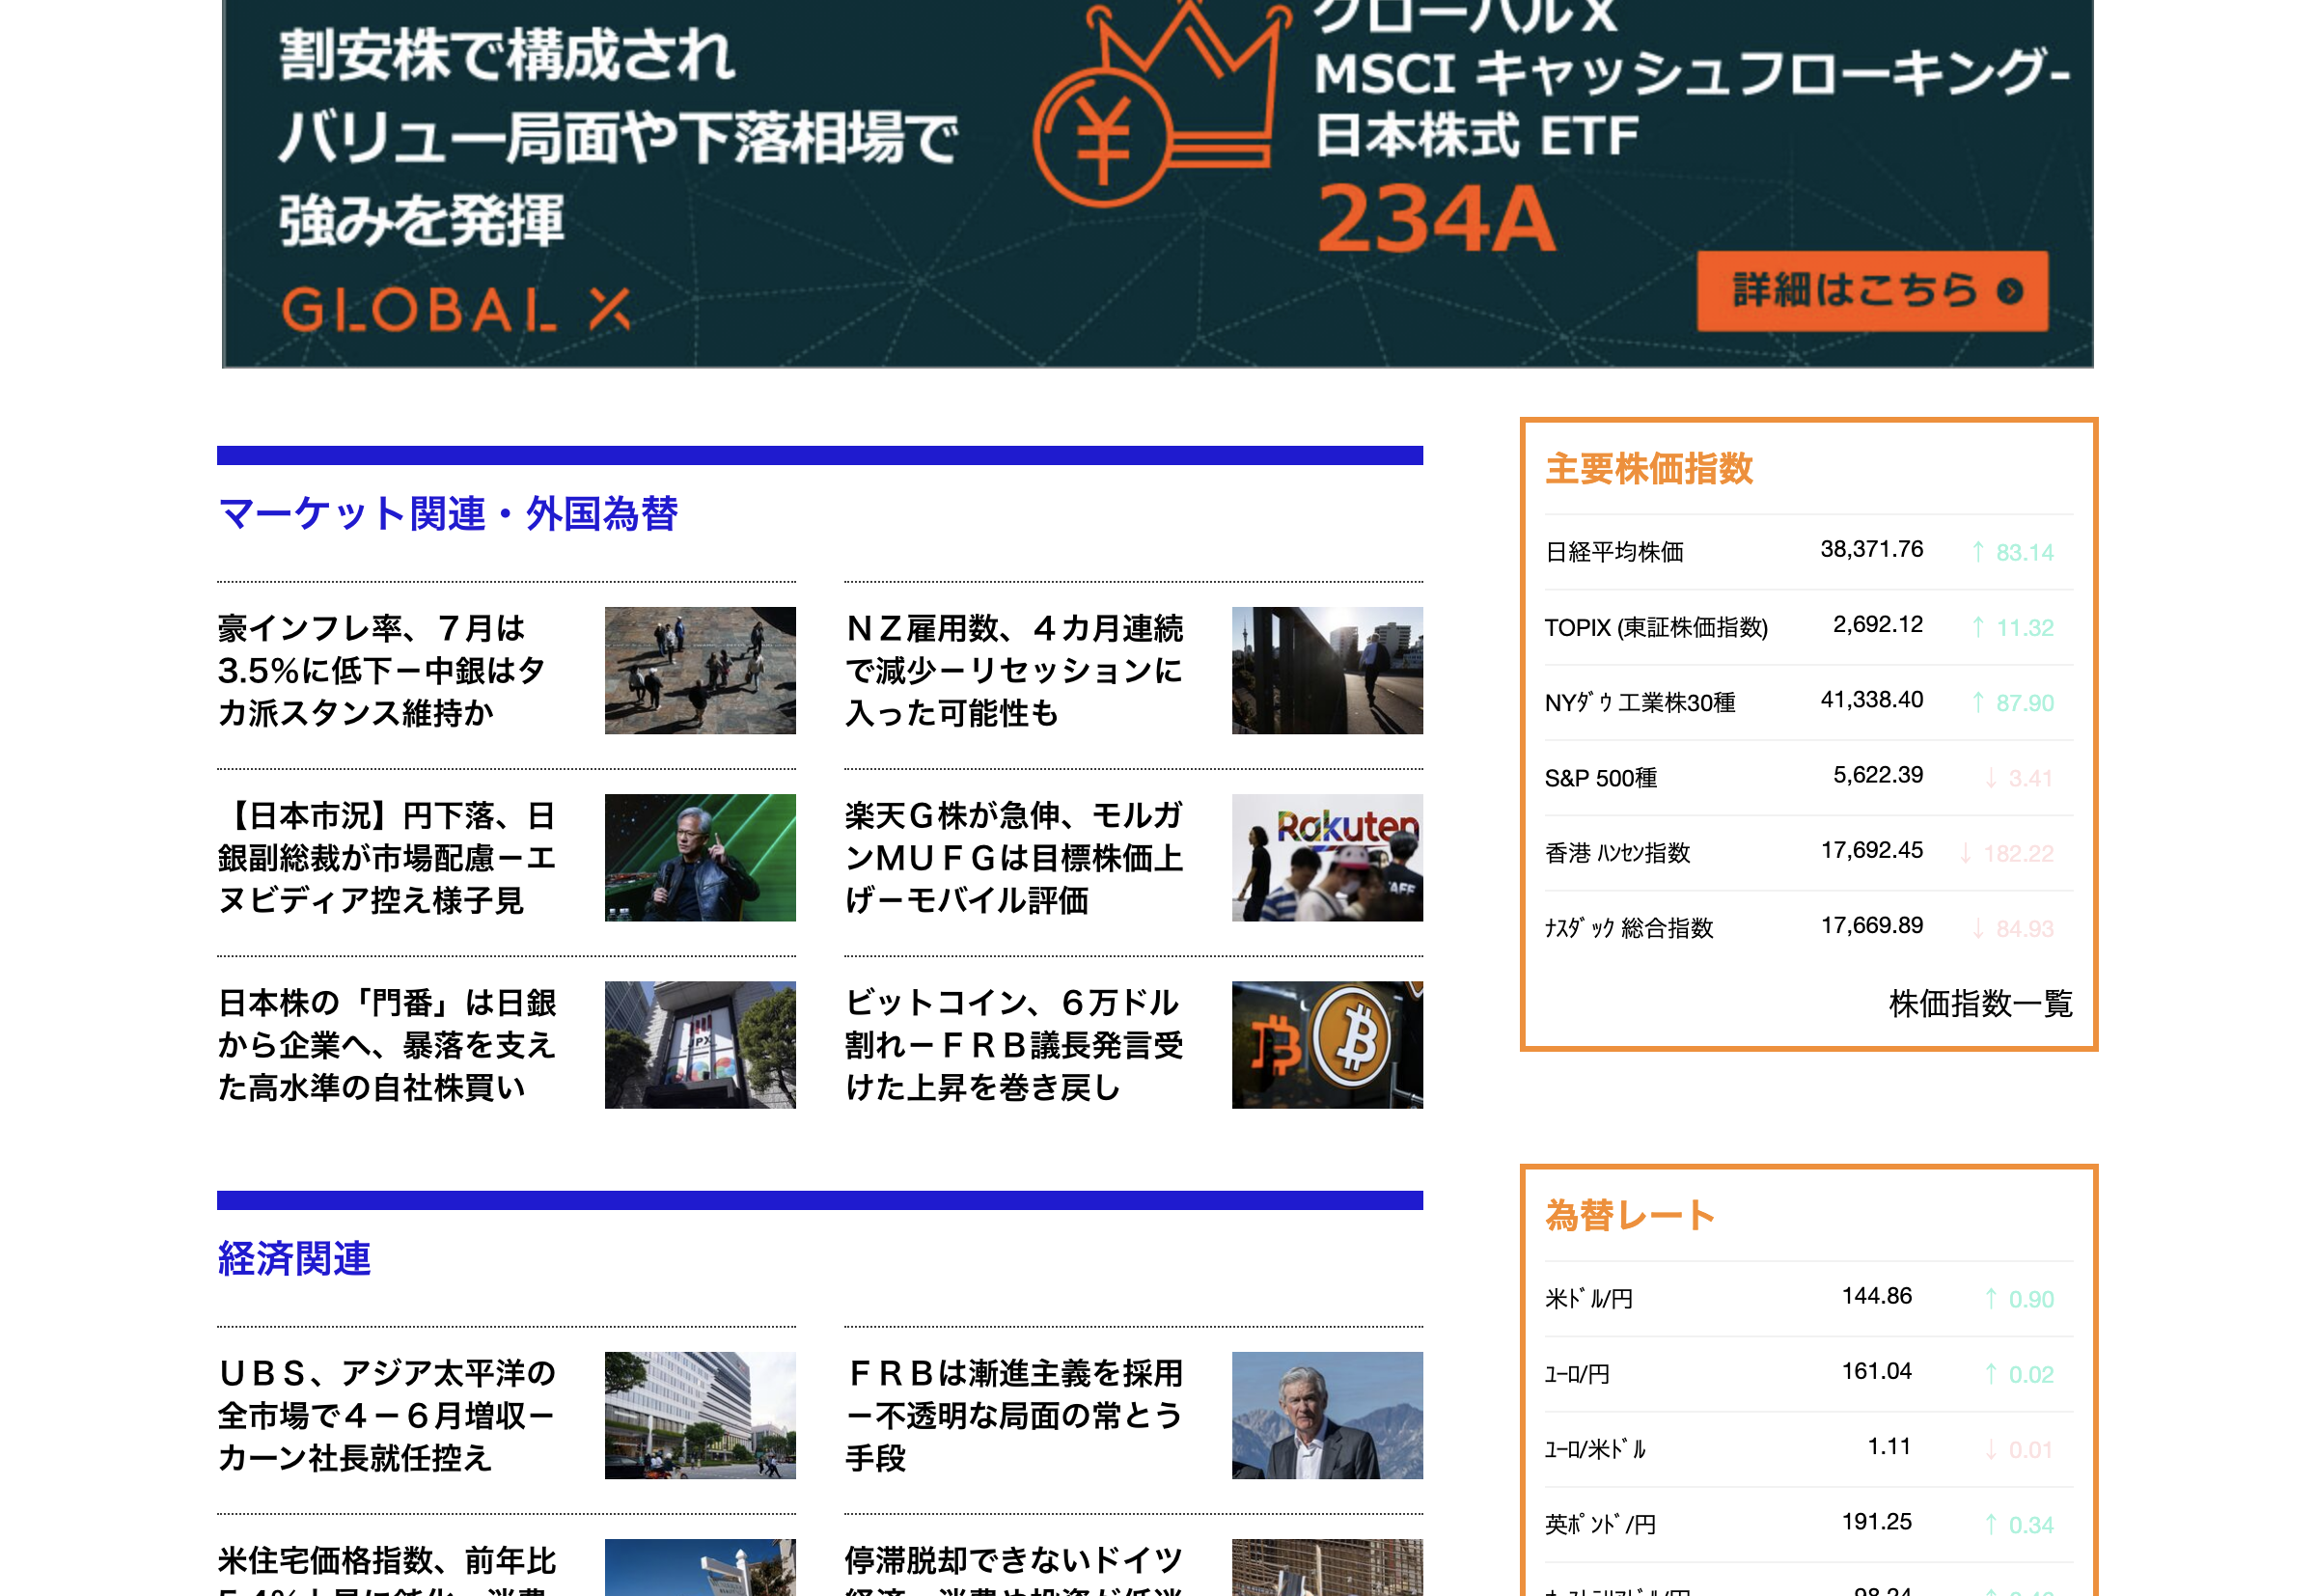 割安株で構成され
バリュー局面や下落相場で
強みを発揮
GLOBAL X
グローバルX
MSCI キャッシュフローキング-
日本株式 ETF
234A
詳細はこちら
マーケット関連・外国為替
豪インフレ率、７月は
3.5%に低下－中銀はタ
カ派スタンス維持か
ＮＺ雇用数、４カ月連続
で減少－リセッションに
入った可能性も
【日本市況】円下落、日
銀副総裁が市場配慮－エ
ヌビディア控え様子見
楽天Ｇ株が急伸、モルガ
ンＭＵＦＧは目標株価上
げ－モバイル評価
Rakuten
日本株の「門番」は日銀
から企業へ、暴落を支え
た高水準の自社株買い
JPX
ビットコイン、６万ドル
割れ－ＦＲＢ議長発言受
けた上昇を巻き戻し
経済関連
ＵＢＳ、アジア太平洋の
全市場で４－６月増収－
カーン社長就任控え
ＦＲＢは漸進主義を採用
－不透明な局面の常とう
手段
米住宅価格指数、前年比
停滞脱却できないドイツ
主要株価指数
日経平均株価 38,371.76 ↑ 83.14
TOPIX (東証株価指数) 2,692.12 ↑ 11.32
NYﾀﾞｳ工業株30種 41,338.40 ↑ 87.90
S&P 500種 5,622.39 ↓ 3.41
香港 ﾊﾝｾﾝ指数 17,692.45 ↓ 182.22
ﾅｽﾀﾞｯｸ 総合指数 17,669.89 ↓ 84.93
株価指数一覧
為替レート
米ﾄﾞﾙ/円 144.86 ↑ 0.90
ﾕｰﾛ/円 161.04 ↑ 0.02
ﾕｰﾛ/米ﾄﾞﾙ 1.11 ↓ 0.01
英ﾎﾟﾝﾄﾞ/円 191.25 ↑ 0.34